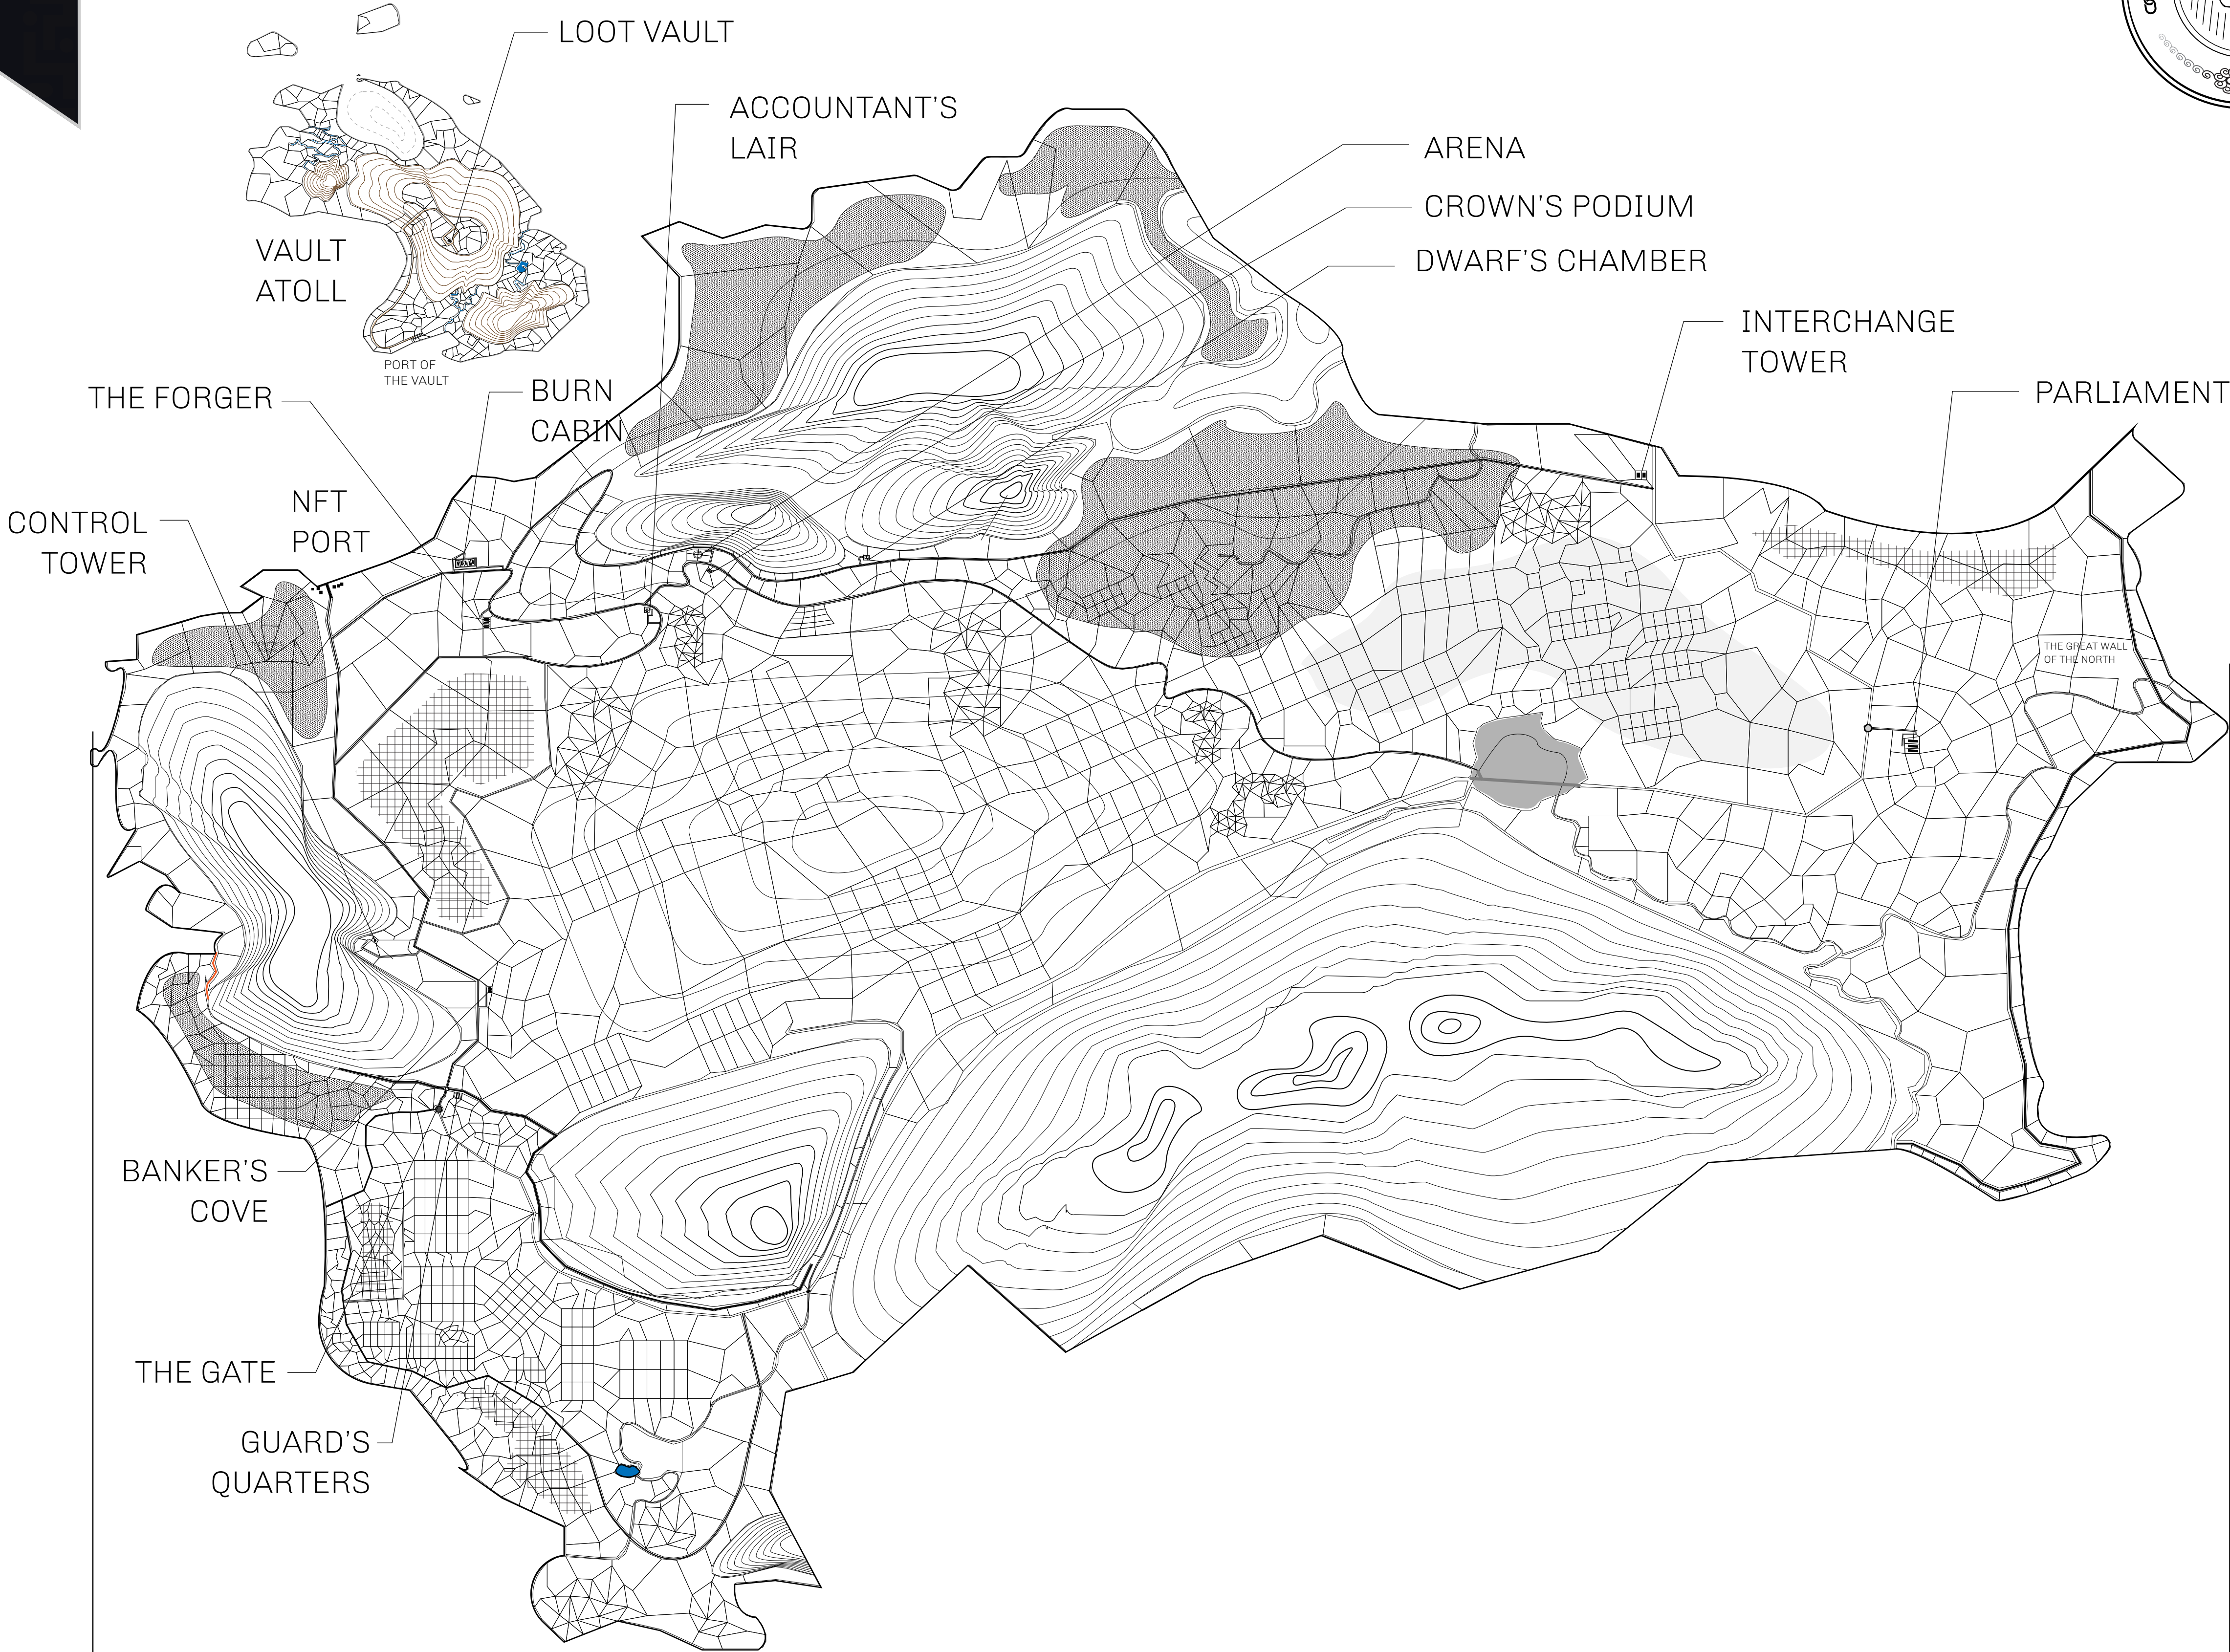 LOOT VAULT
ACCOUNTANT'S
LAIR
ARENA
CROWN'S PODIUM
DWARF'S CHAMBER
VAULT
ATOLL
INTERCHANGE
TOWER
PORT OF
THE VAULT
THE FORGER
BURN
CABIN
PARLIAMENT
NFT
PORT
CONTROL
TOWER
THE GREAT WALL
OF THE NORTH
BANKER'S
COVE
THE GATE
GUARD'S
QUARTERS